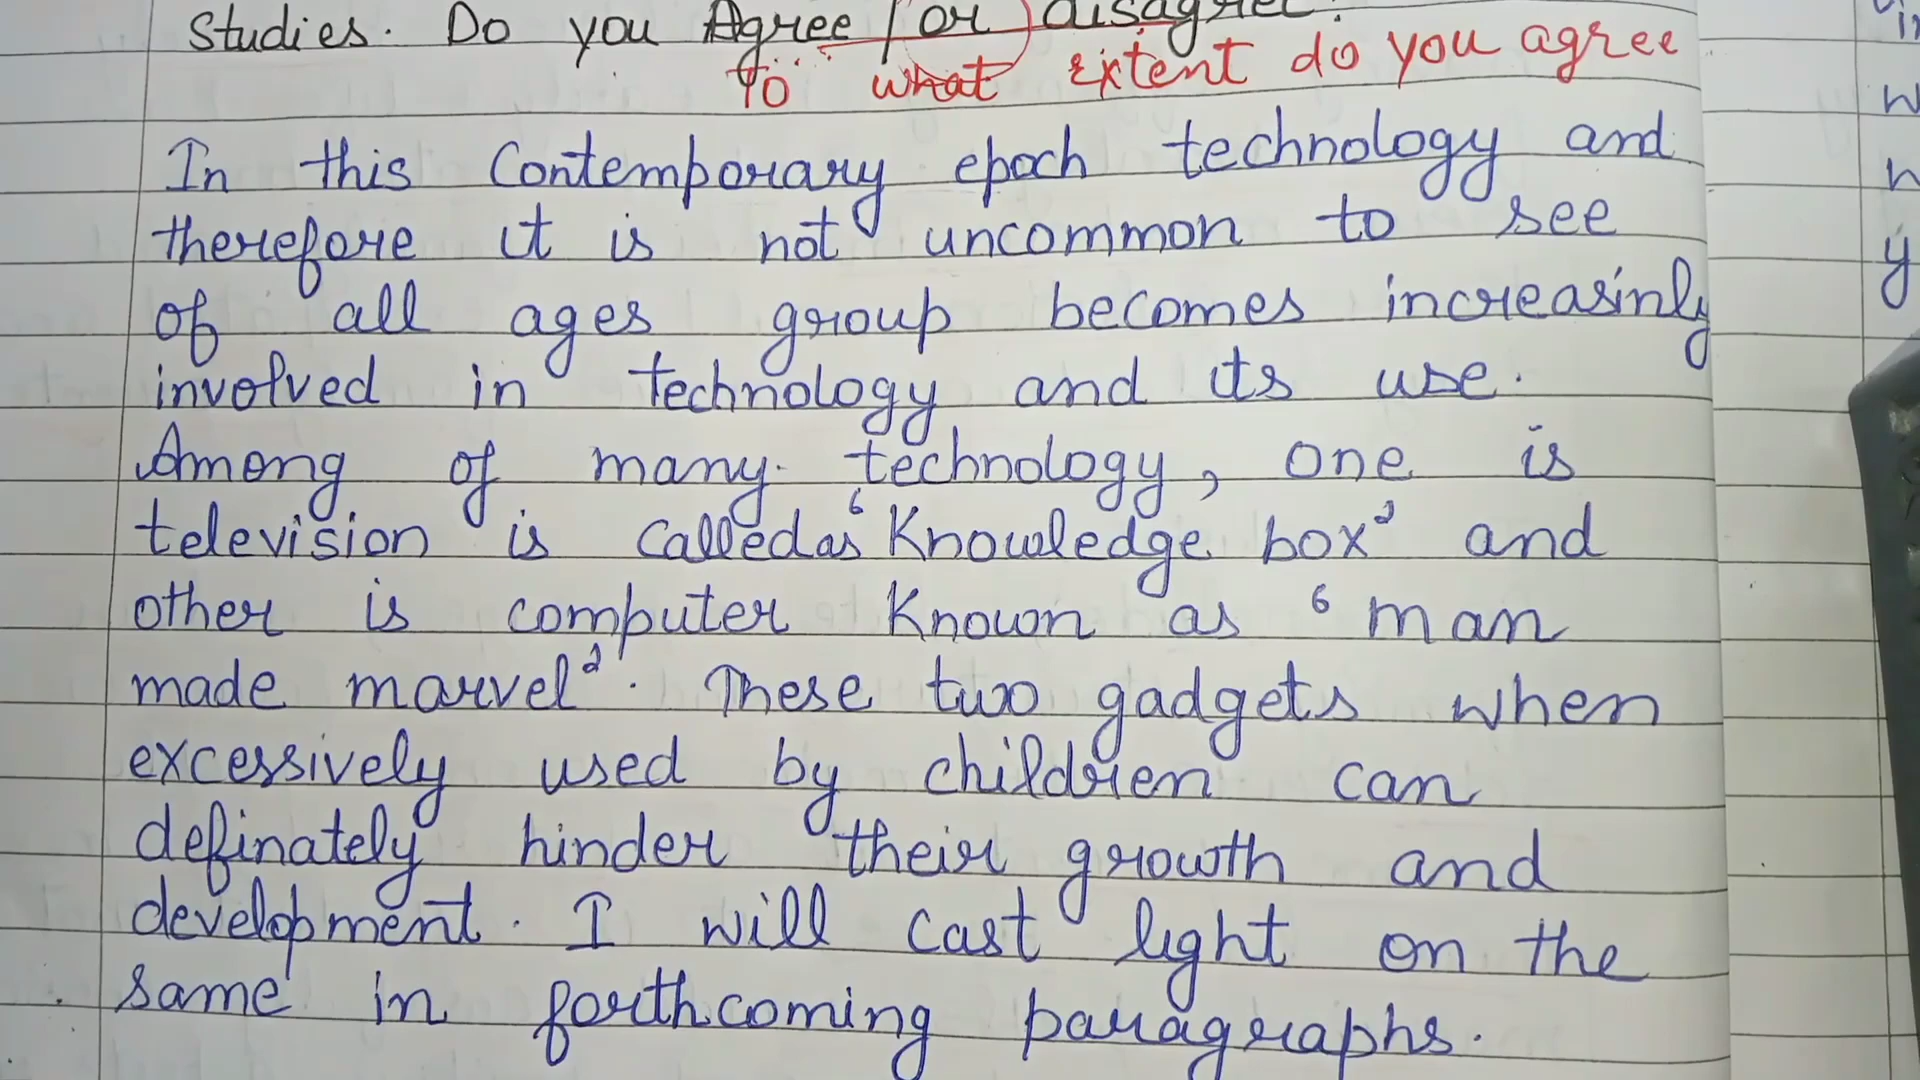 Studies. Do you Agree / or disagree.
To what extent do you agree
In this Contemporary epoch technology and
therefore it is not uncommon to see
of all ages group becomes increasinly
involved in technology and its use.
Among of many technology, one is
television is called as 'Knowledge box' and
other is computer Known as 'man
made marvel'. These two gadgets when
excessively used by children can
definately hinder their growth and
development. I will cast light on the
same in forthcoming paragraphs.